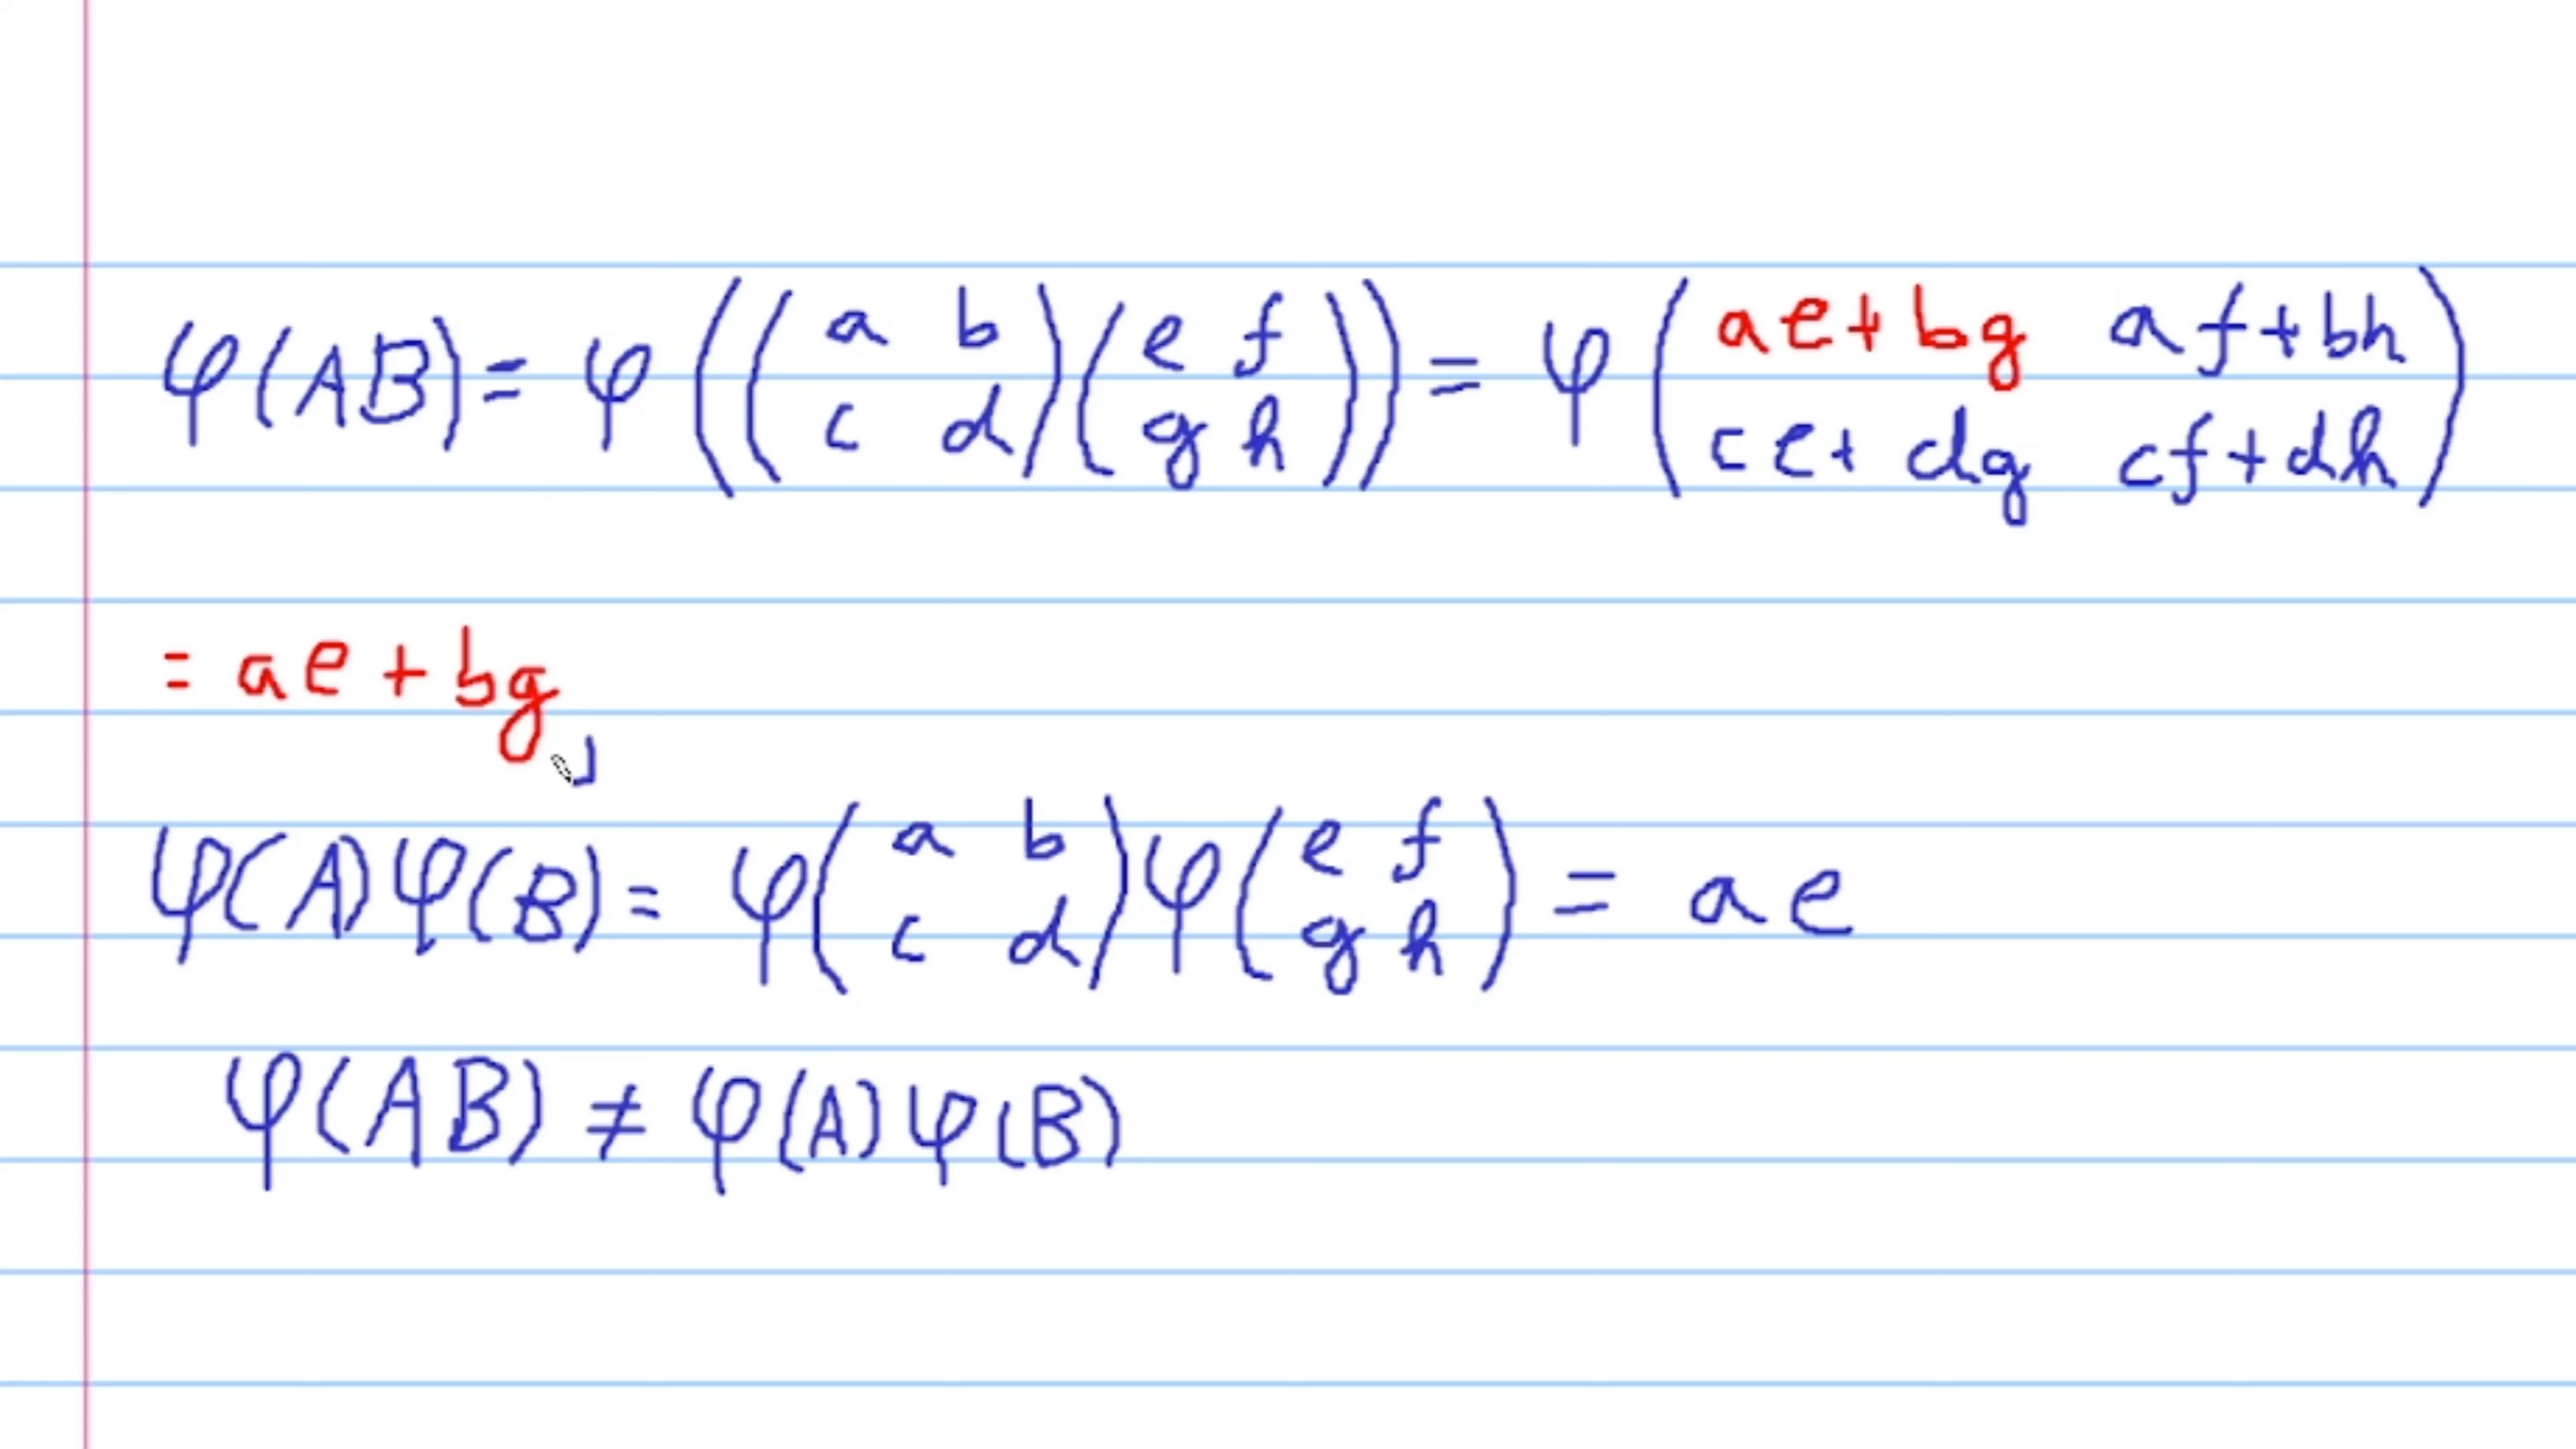 φ(AB) = φ((a b / c d)(e f / g h)) = φ(ae+bg af+bh / ce+dg cf+dh)
= ae + bg
φ(A)φ(B) = φ(a b / c d)φ(e f / g h) = ae
φ(AB) ≠ φ(A)φ(B)